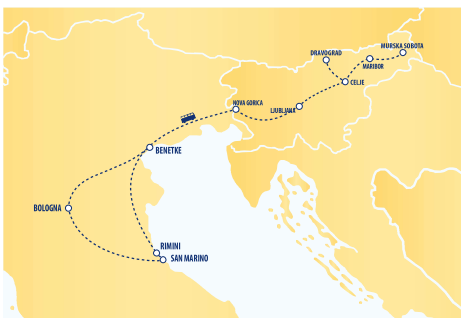 MURSKA SOBOTA
DRAVOGRAD
MARIBOR
CELJE
NOVA GORICA
LJUBLJANA
BENETKE
BOLOGNA
RIMINI
SAN MARINO